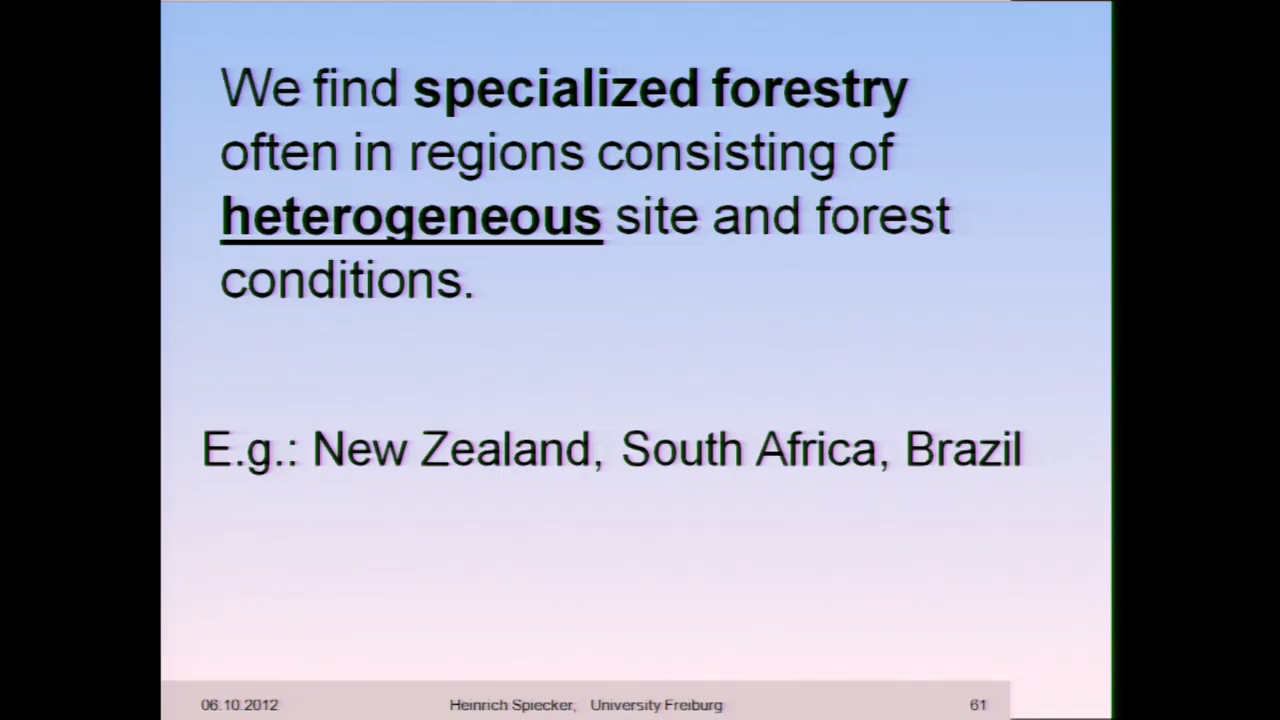 We find specialized forestry
often in regions consisting of
heterogeneous site and forest
conditions.
E.g.: New Zealand, South Africa, Brazil
06.10.2012 Heinrich Spiecker, University Freiburg 61